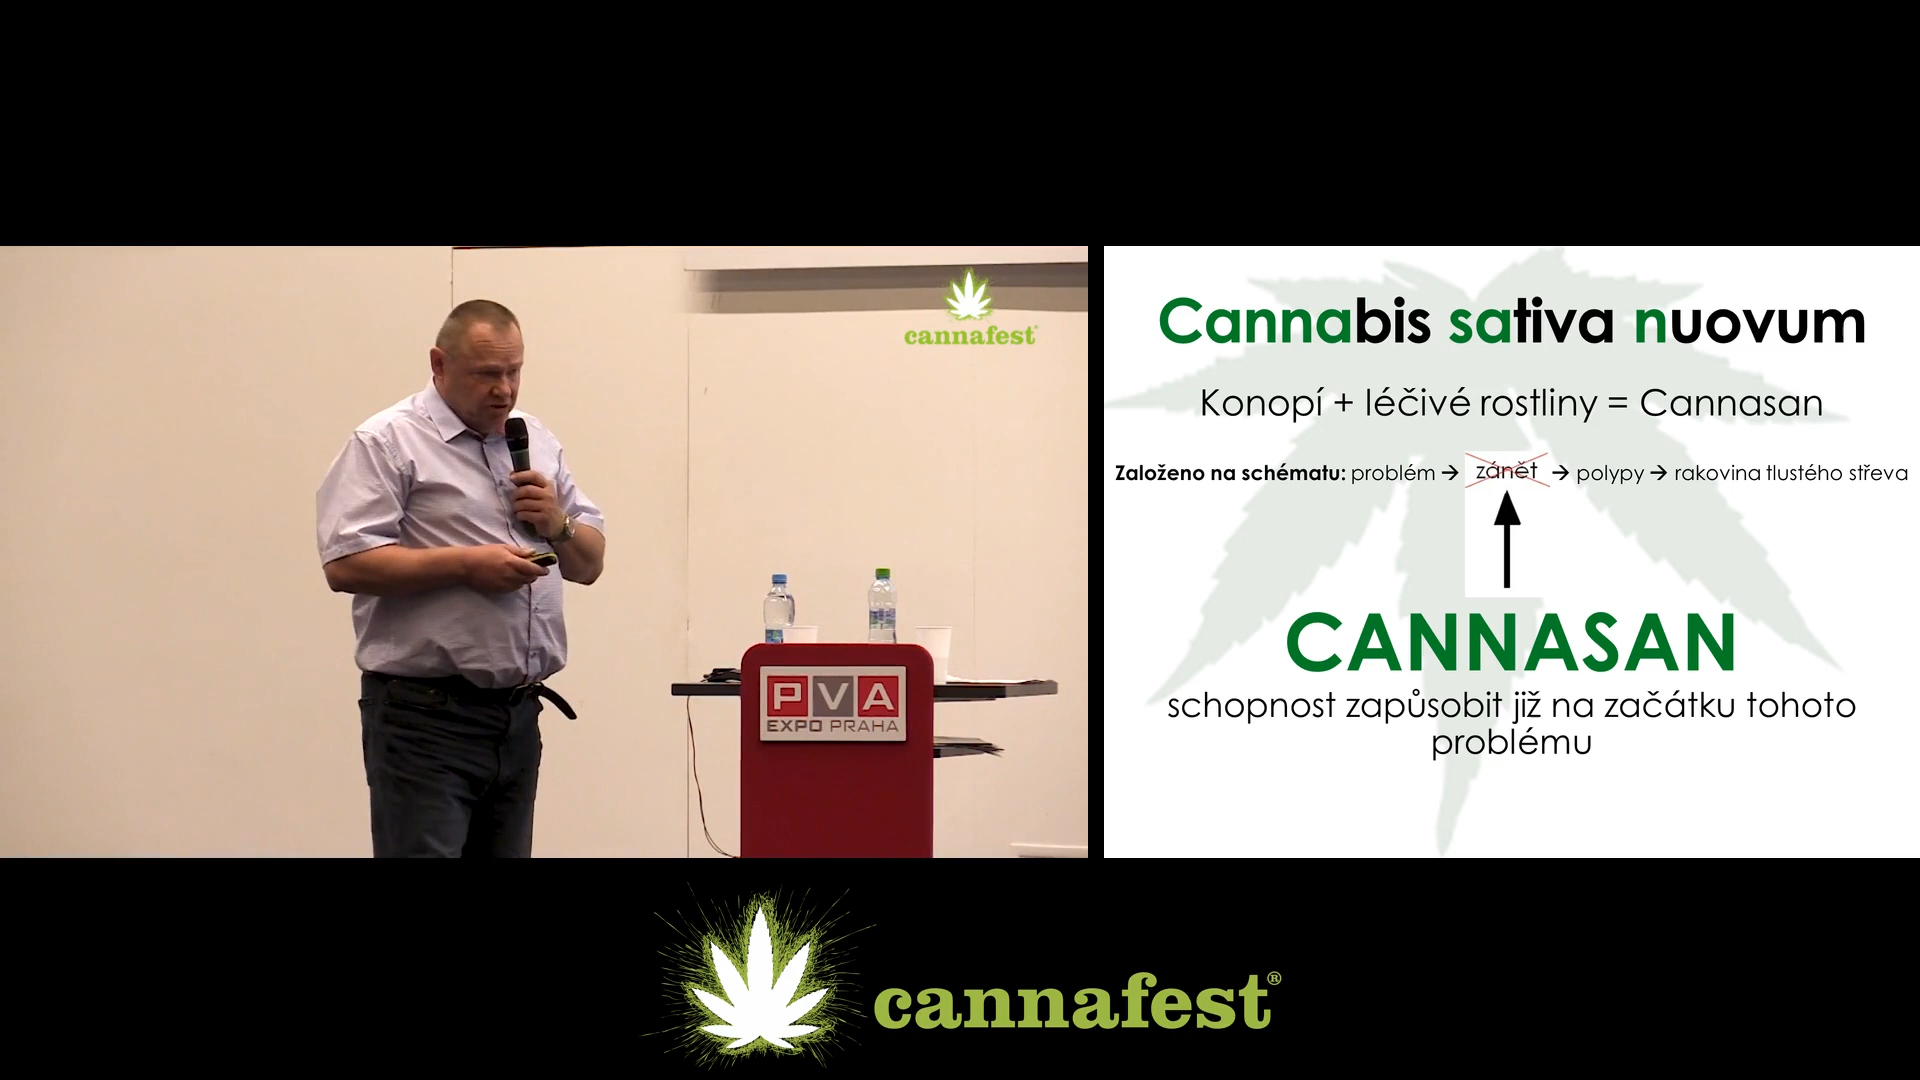 cannafest
PVA
EXPO PRAHA
Cannabis sativa nuovum
Konopí + léčivé rostliny = Cannasan
Založeno na schématu: problém → zánět → polypy → rakovina tlustého střeva
CANNASAN
schopnost zapůsobit již na začátku tohoto
problému
cannafest®